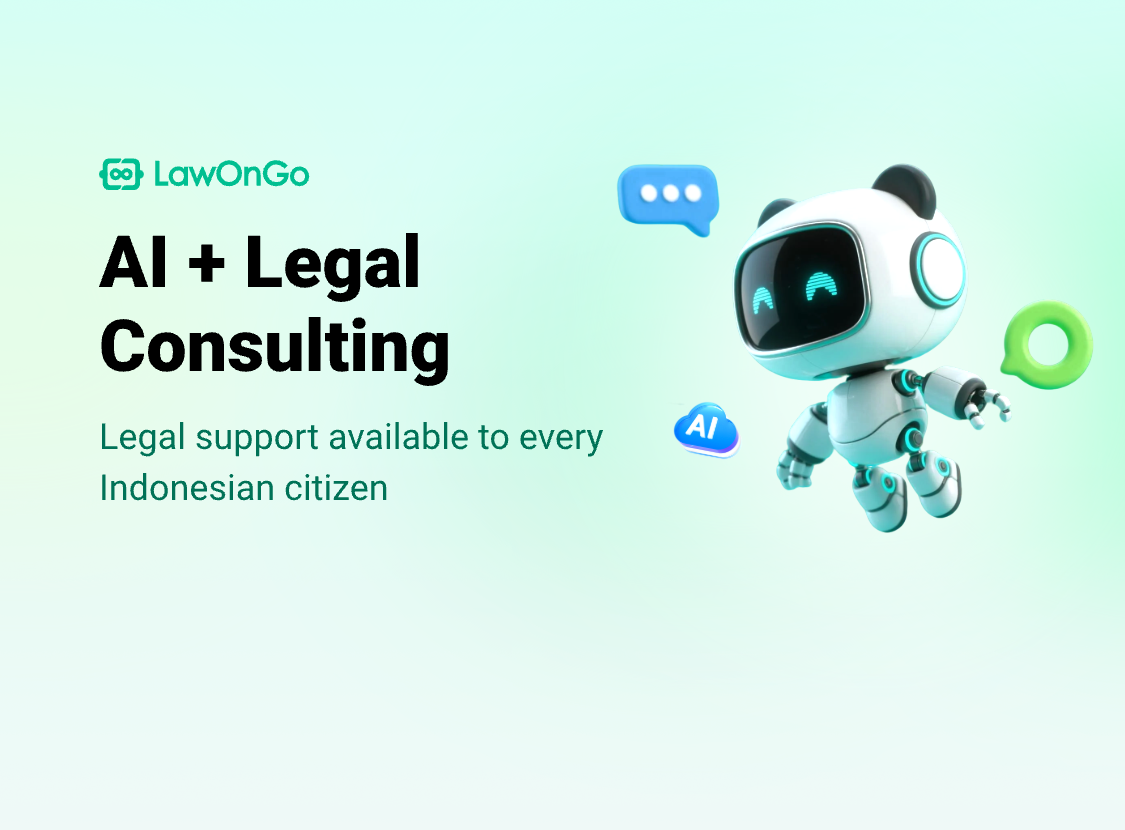 LawOnGo
AI + Legal
Consulting
Legal support available to every
Indonesian citizen
AI